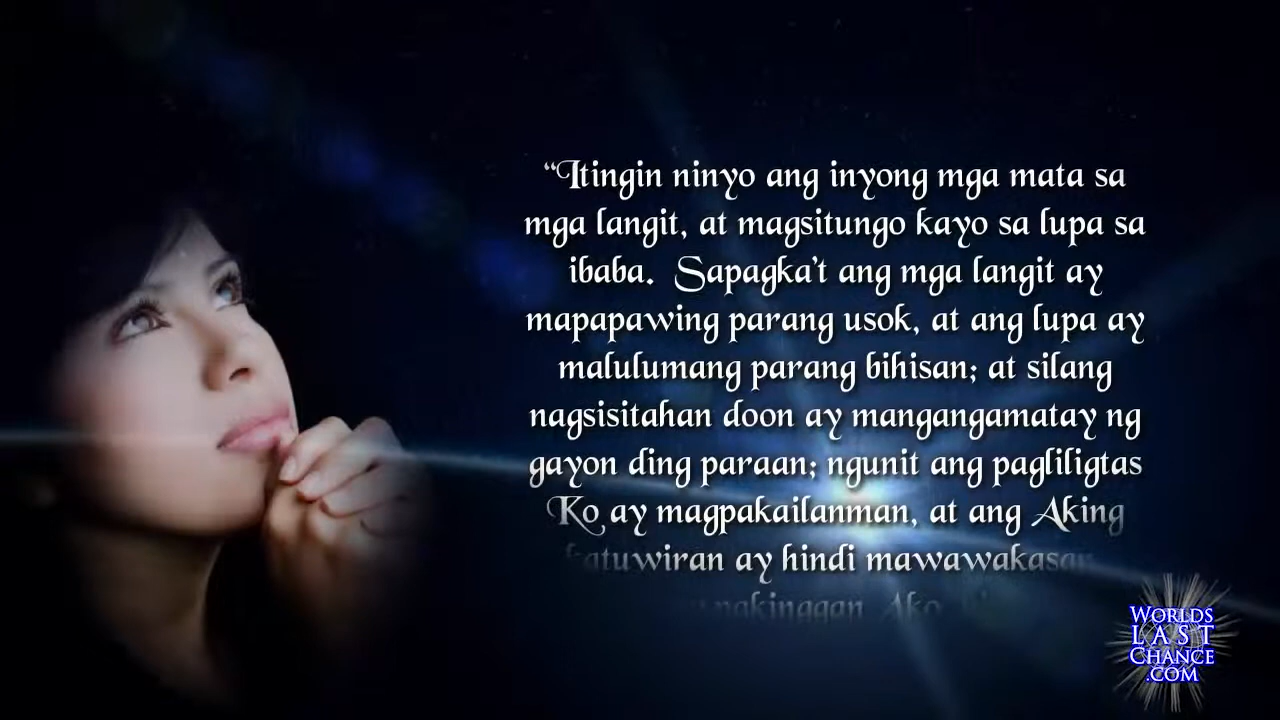 “Itingin ninyo ang inyong mga mata sa
mga langit, at magsitungo kayo sa lupa sa
ibaba. Sapagka't ang mga langit ay
mapapawing parang usok, at ang lupa ay
malulumang parang bihisan; at silang
nagsisitahan doon ay mangangamatay ng
gayon ding paraan; ngunit ang pagliligtas
Ko ay magpakailanman, at ang Aking
katuwiran ay hindi mawawakasan
nakinggan Ako
WORLDS
LAST
CHANCE
.COM